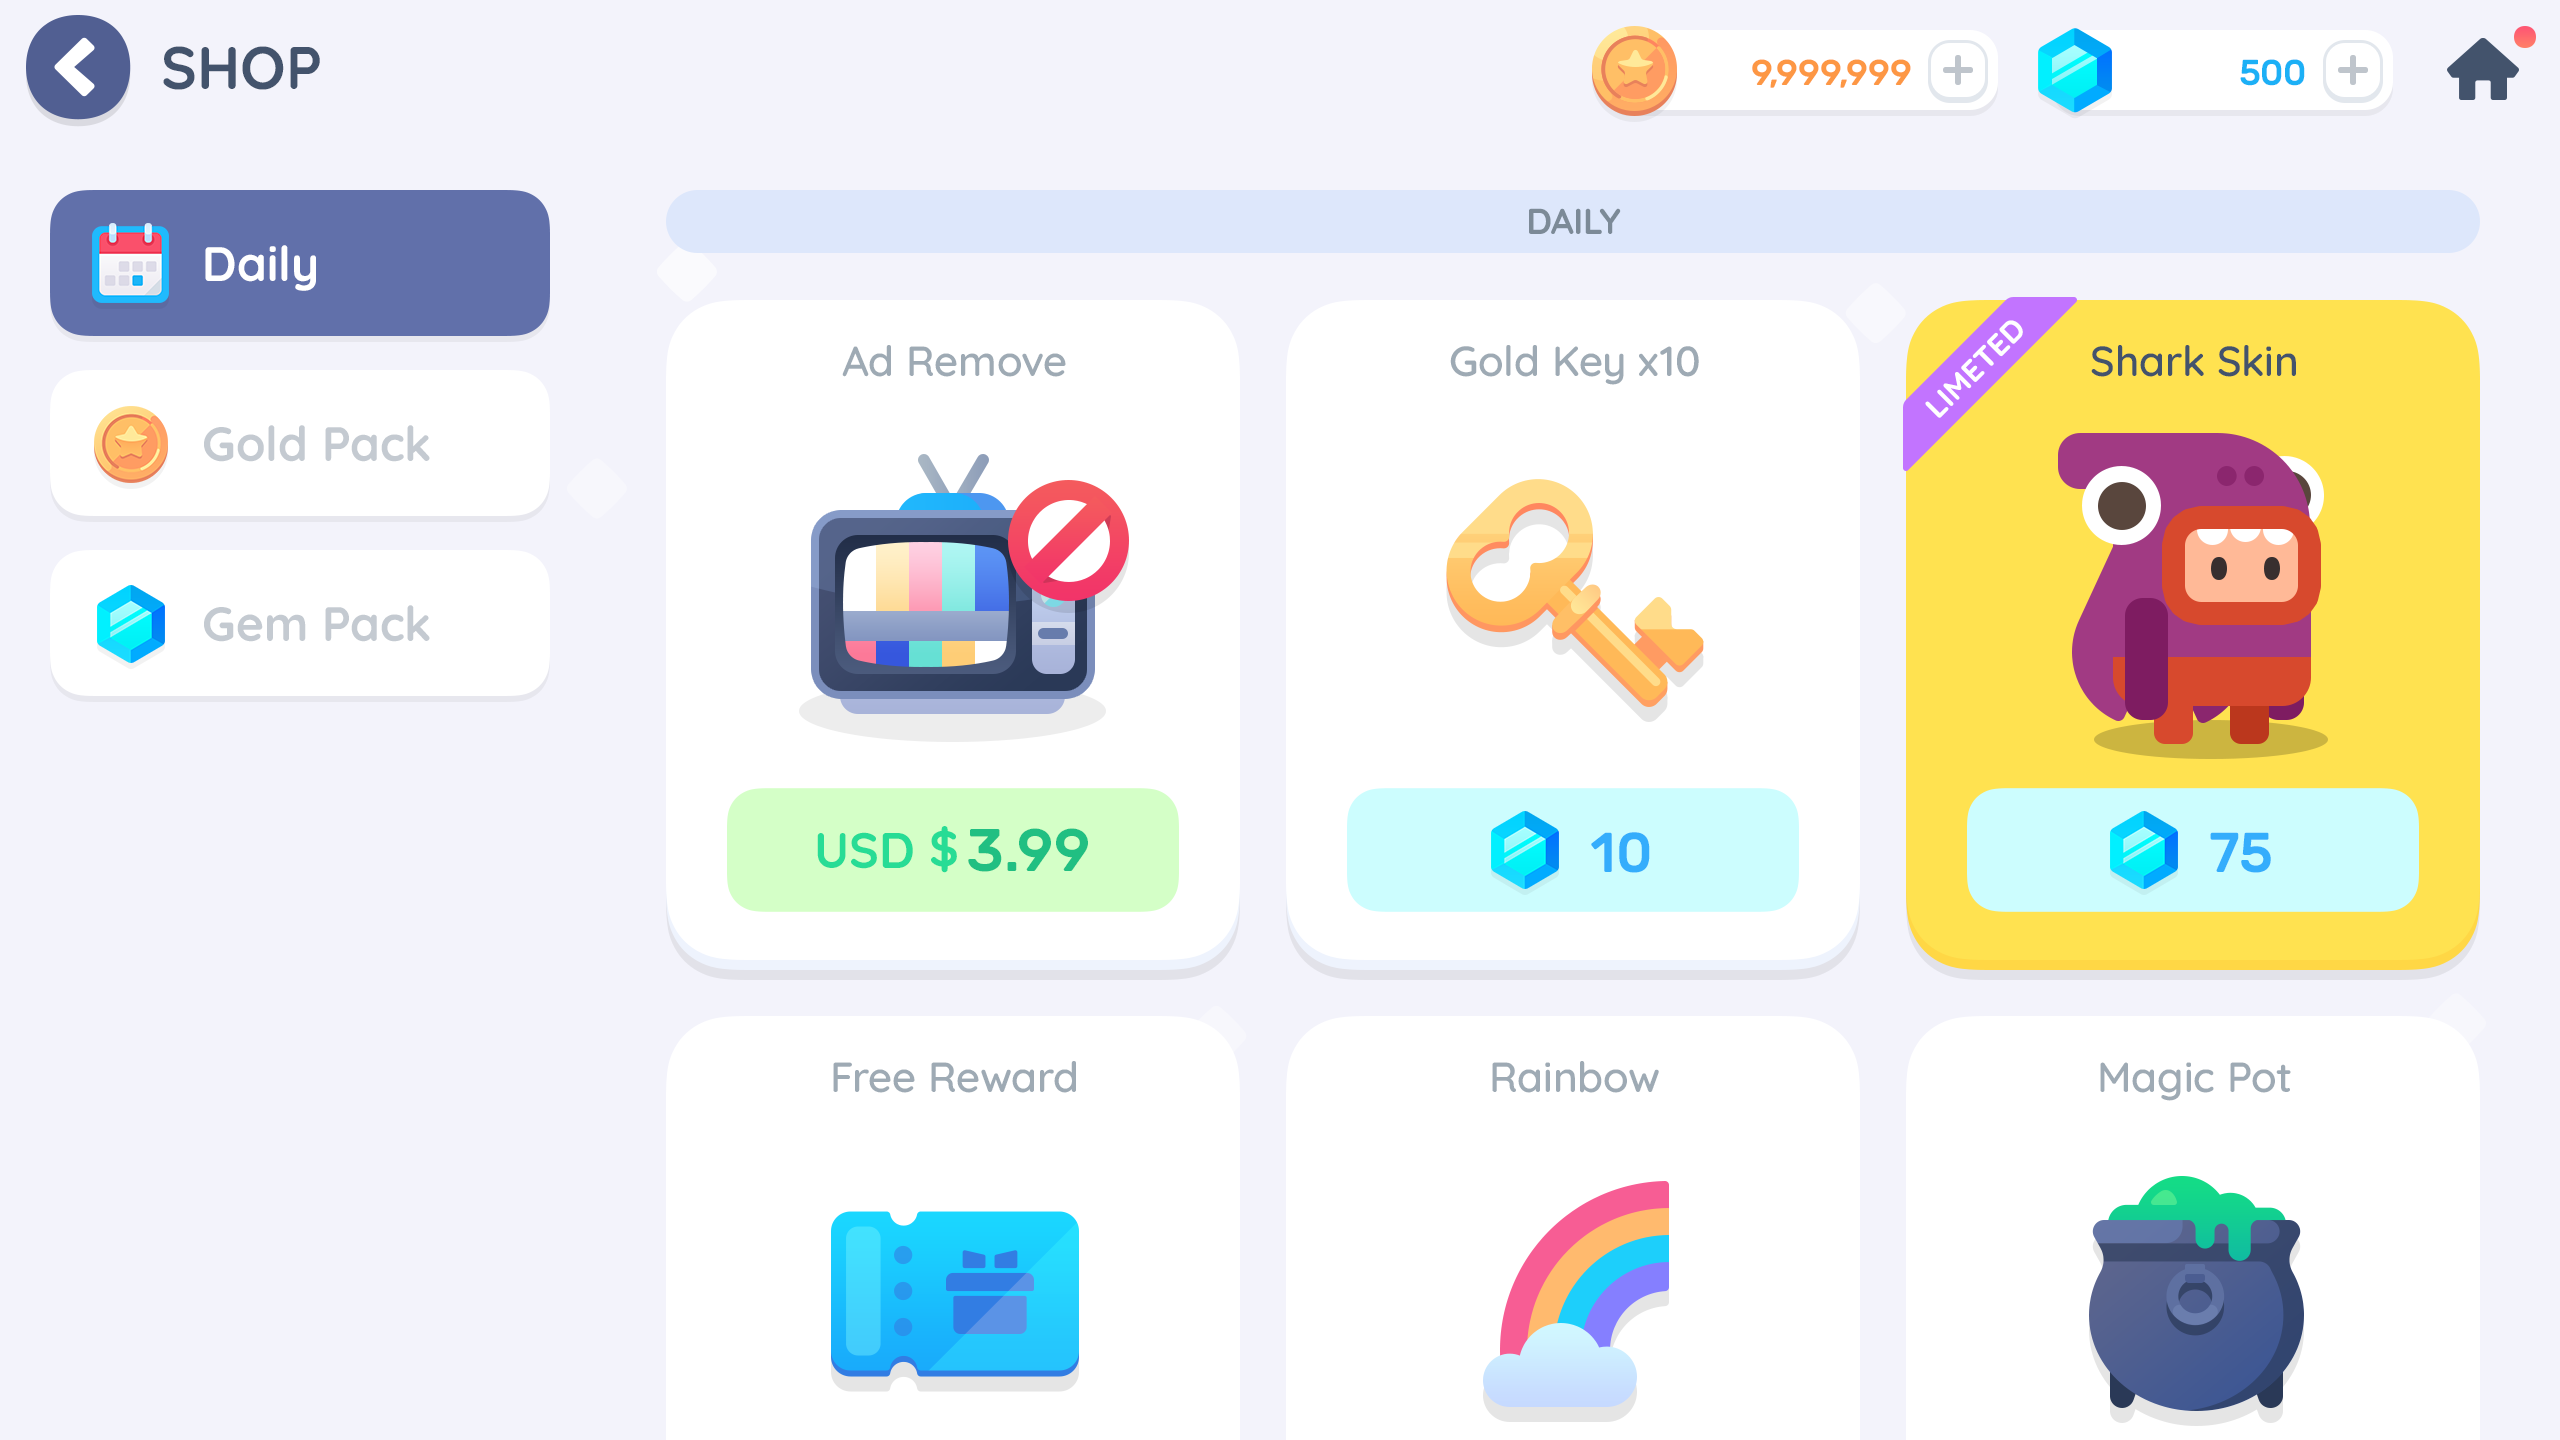 SHOP
9,999,999
500
Daily
Gold Pack
Gem Pack
DAILY
Ad Remove
USD $3.99
Gold Key x10
10
LIMETED
Shark Skin
75
Free Reward
Rainbow
Magic Pot